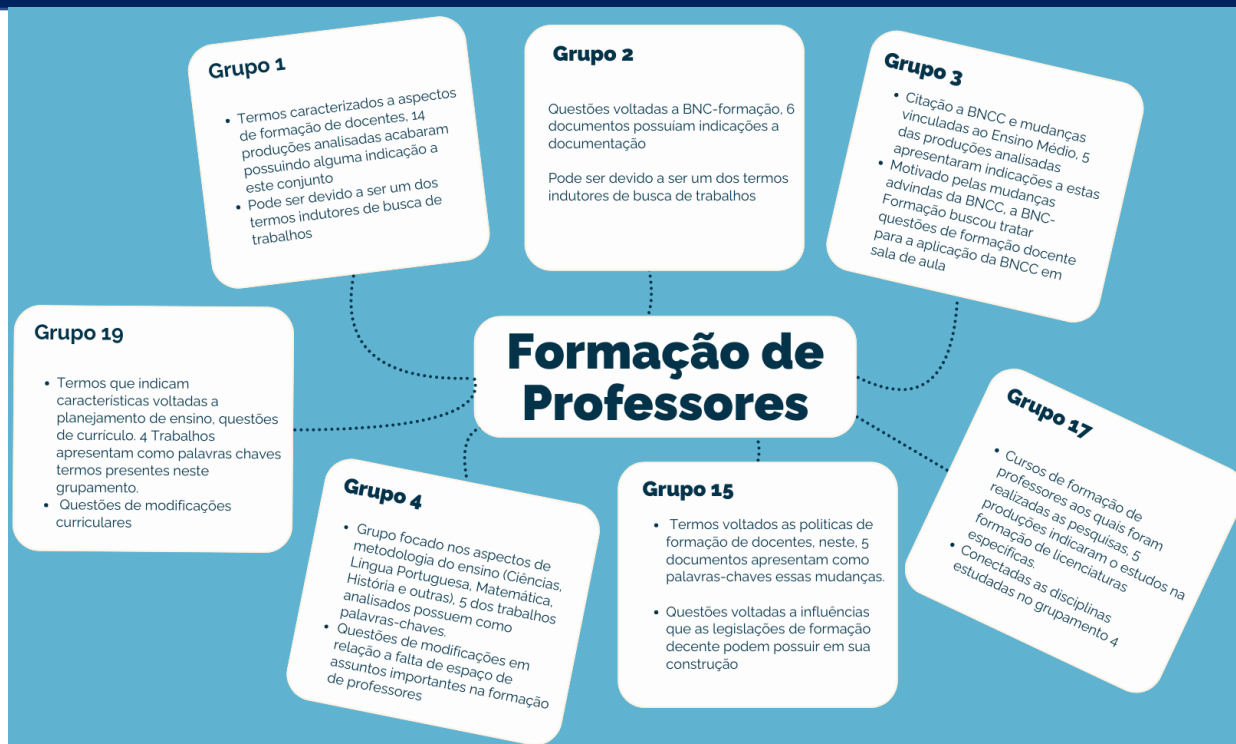 Grupo 1
• Termos caracterizados a aspectos
de formação de docentes, 14
produções analisadas acabaram
possuindo alguma indicação a
este conjunto
• Pode ser devido a ser um dos
termos indutores de busca de
trabalhos
Grupo 2
Questões voltadas a BNC-formação, 6
documentos possuíam indicações a
documentação
Pode ser devido a ser um dos termos
indutores de busca de trabalhos
Grupo 3
• Citação a BNCC e mudanças
vinculadas ao Ensino Médio, 5
das produções analisadas
apresentaram indicações a estas
• Motivado pelas mudanças
advindas da BNCC, a BNC-
Formação buscou tratar
questões de formação docente
para a aplicação da BNCC em
sala de aula
Grupo 19
• Termos que indicam
características voltadas a
planejamento de ensino, questões
de currículo. 4 Trabalhos
apresentam como palavras chaves
termos presentes neste
grupamento.
• Questões de modificações
curriculares
Formação de
Professores
Grupo 17
• Cursos de formação de
professores aos quais foram
realizadas as pesquisas, 5
produções indicaram o estudos na
formação de licenciaturas
específicas.
• Conectadas as disciplinas
estudadas no grupamento 4
Grupo 4
• Grupo focado nos aspectos de
metodologia do ensino (Ciências,
Língua Portuguesa, Matemática,
História e outras), 5 dos trabalhos
analisados possuem como
palavras-chaves.
• Questões de modificações em
relação a falta de espaço de
assuntos importantes na formação
de professores
Grupo 15
• Termos voltados as politicas de
formação de docentes, neste, 5
documentos apresentam como
palavras-chaves essas mudanças.
• Questões voltadas a influências
que as legislações de formação
decente podem possuir em sua
construção